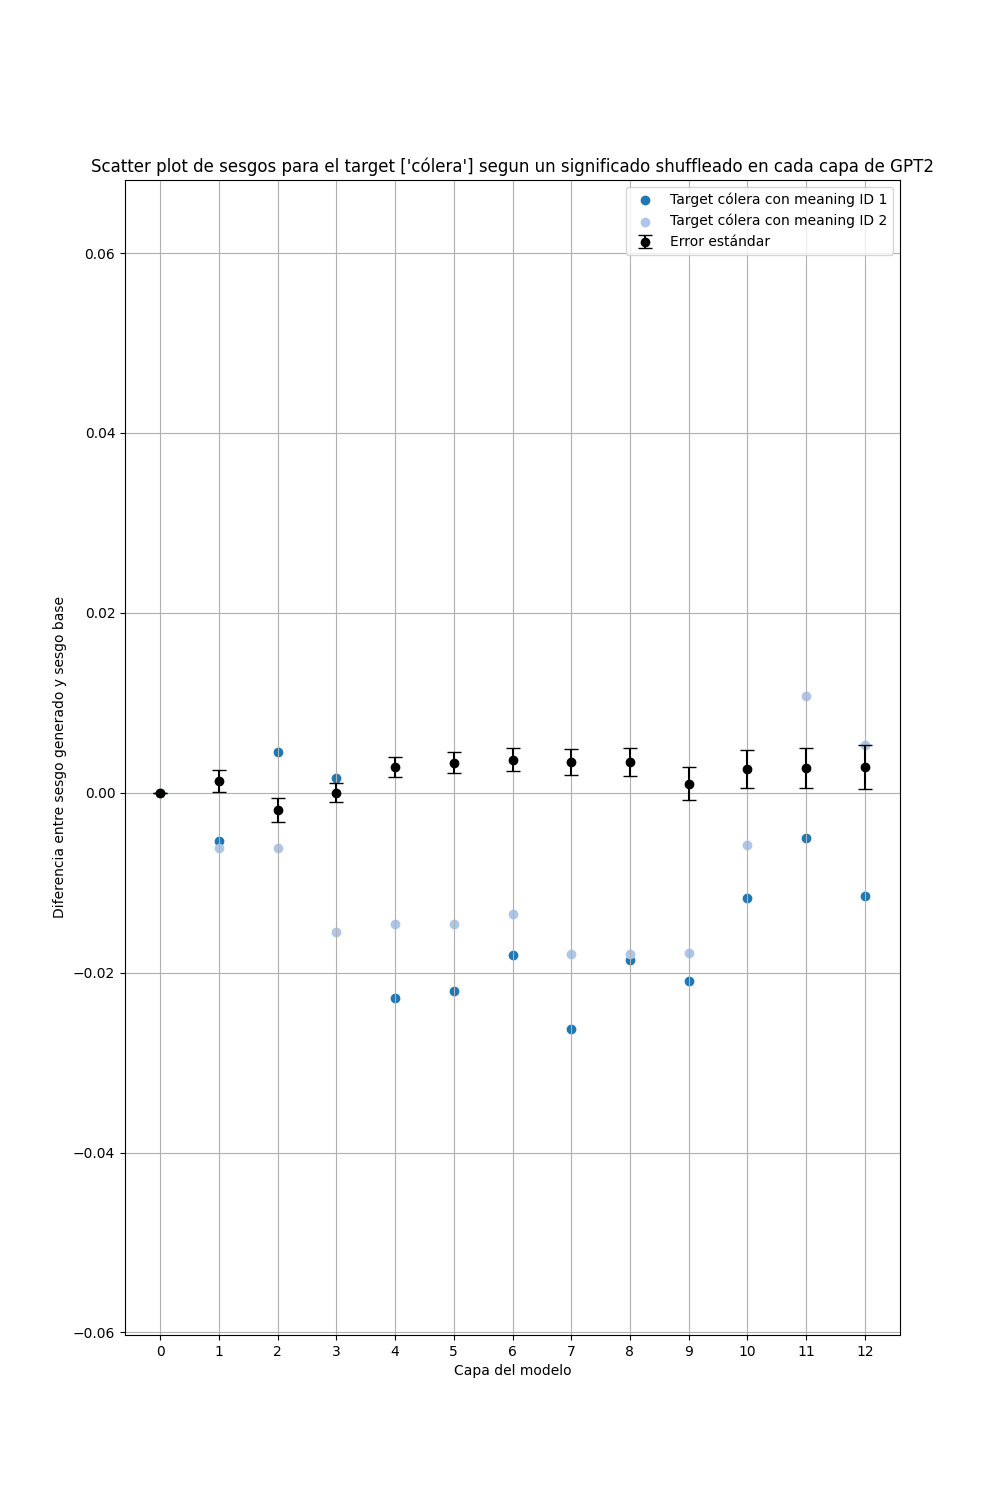 Scatter plot de sesgos para el target ['cólera'] segun un significado shuffleado en cada capa de GPT2
Target cólera con meaning ID 1
Target cólera con meaning ID 2
Error estándar
Diferencia entre sesgo generado y sesgo base
0.06
0.04
0.02
0.00
−0.02
−0.04
−0.06
0 1 2 3 4 5 6 7 8 9 10 11 12
Capa del modelo